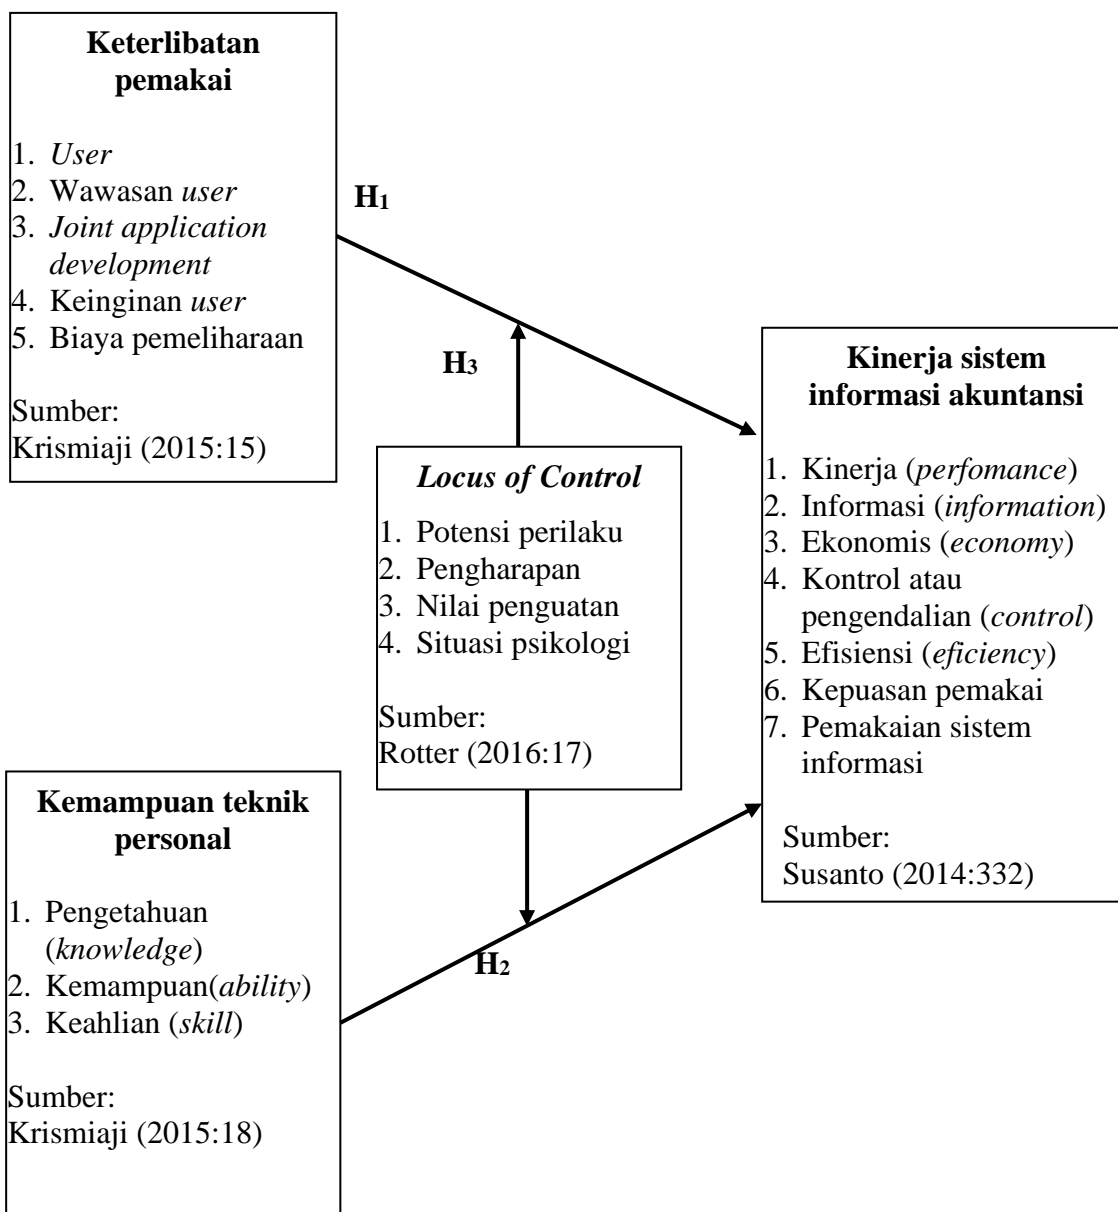 Keterlibatan
pemakai
1. User
2. Wawasan user
3. Joint application
development
4. Keinginan user
5. Biaya pemeliharaan
Sumber:
Krismiaji (2015:15)
H1
H3
Locus of Control
1. Potensi perilaku
2. Pengharapan
3. Nilai penguatan
4. Situasi psikologi
Sumber:
Rotter (2016:17)
Kinerja sistem
informasi akuntansi
1. Kinerja (perfomance)
2. Informasi (information)
3. Ekonomis (economy)
4. Kontrol atau
pengendalian (control)
5. Efisiensi (eficiency)
6. Kepuasan pemakai
7. Pemakaian sistem
informasi
Sumber:
Susanto (2014:332)
Kemampuan teknik
personal
1. Pengetahuan
(knowledge)
2. Kemampuan(ability)
3. Keahlian (skill)
Sumber:
Krismiaji (2015:18)
H2